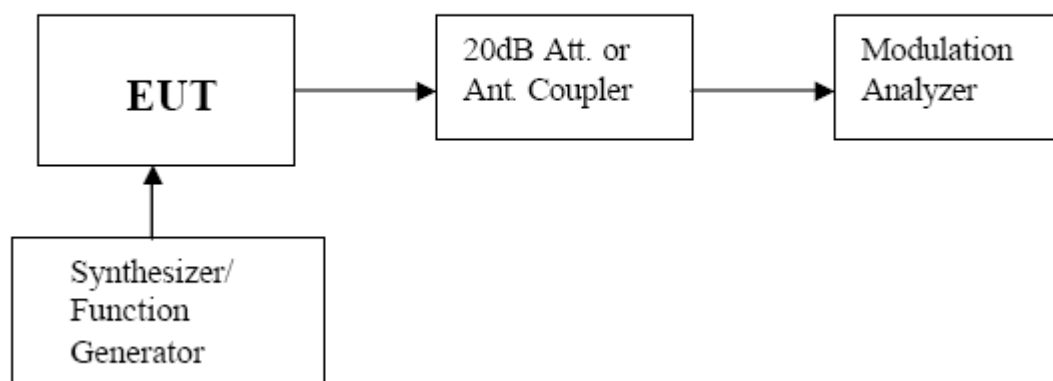 EUT
20dB Att. or
Ant. Coupler
Modulation
Analyzer
Synthesizer/
Function
Generator